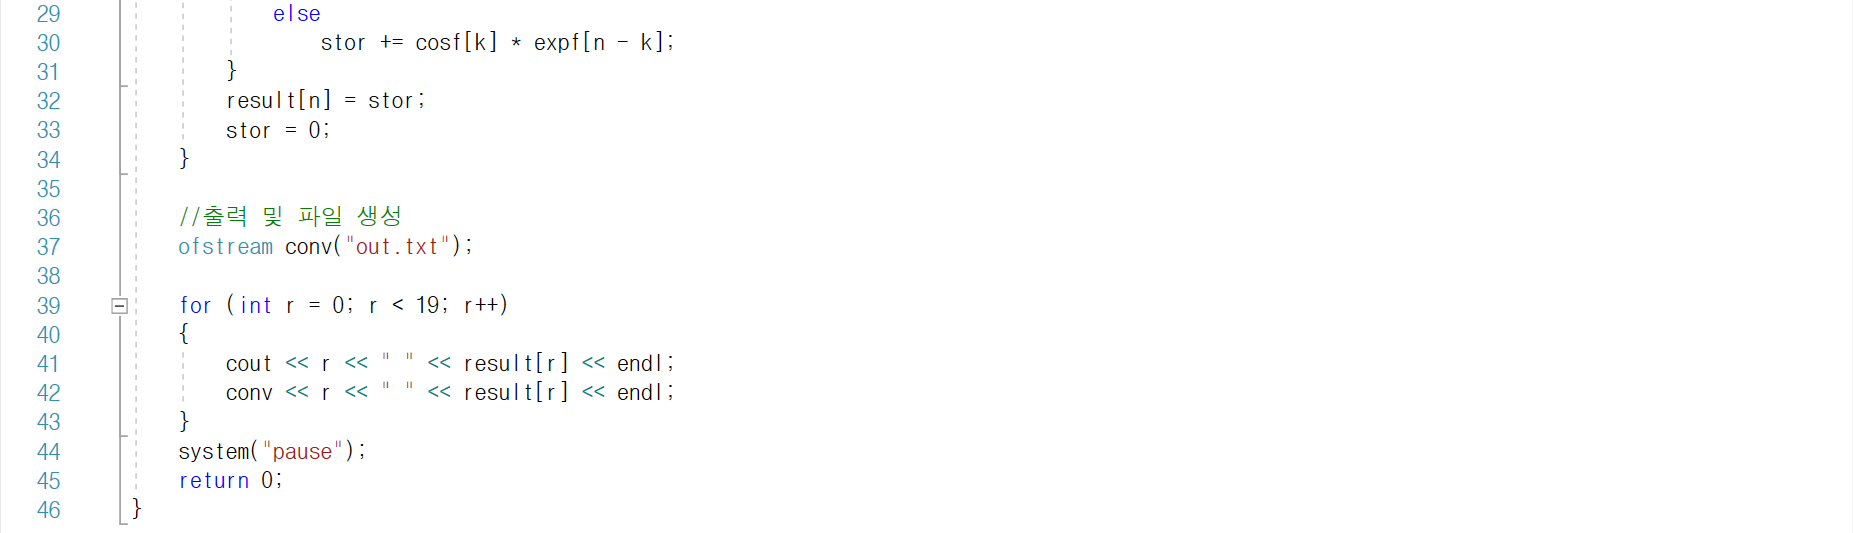 29 else
30 stor += cosf[k] * expf[n - k];
31 }
32 result[n] = stor;
33 stor = 0;
34 }
35
36 //출력 및 파일 생성
37 ofstream conv("out.txt");
38
39 for (int r = 0; r < 19; r++)
40 {
41 cout << r << " " << result[r] << endl;
42 conv << r << " " << result[r] << endl;
43 }
44 system("pause");
45 return 0;
46 }